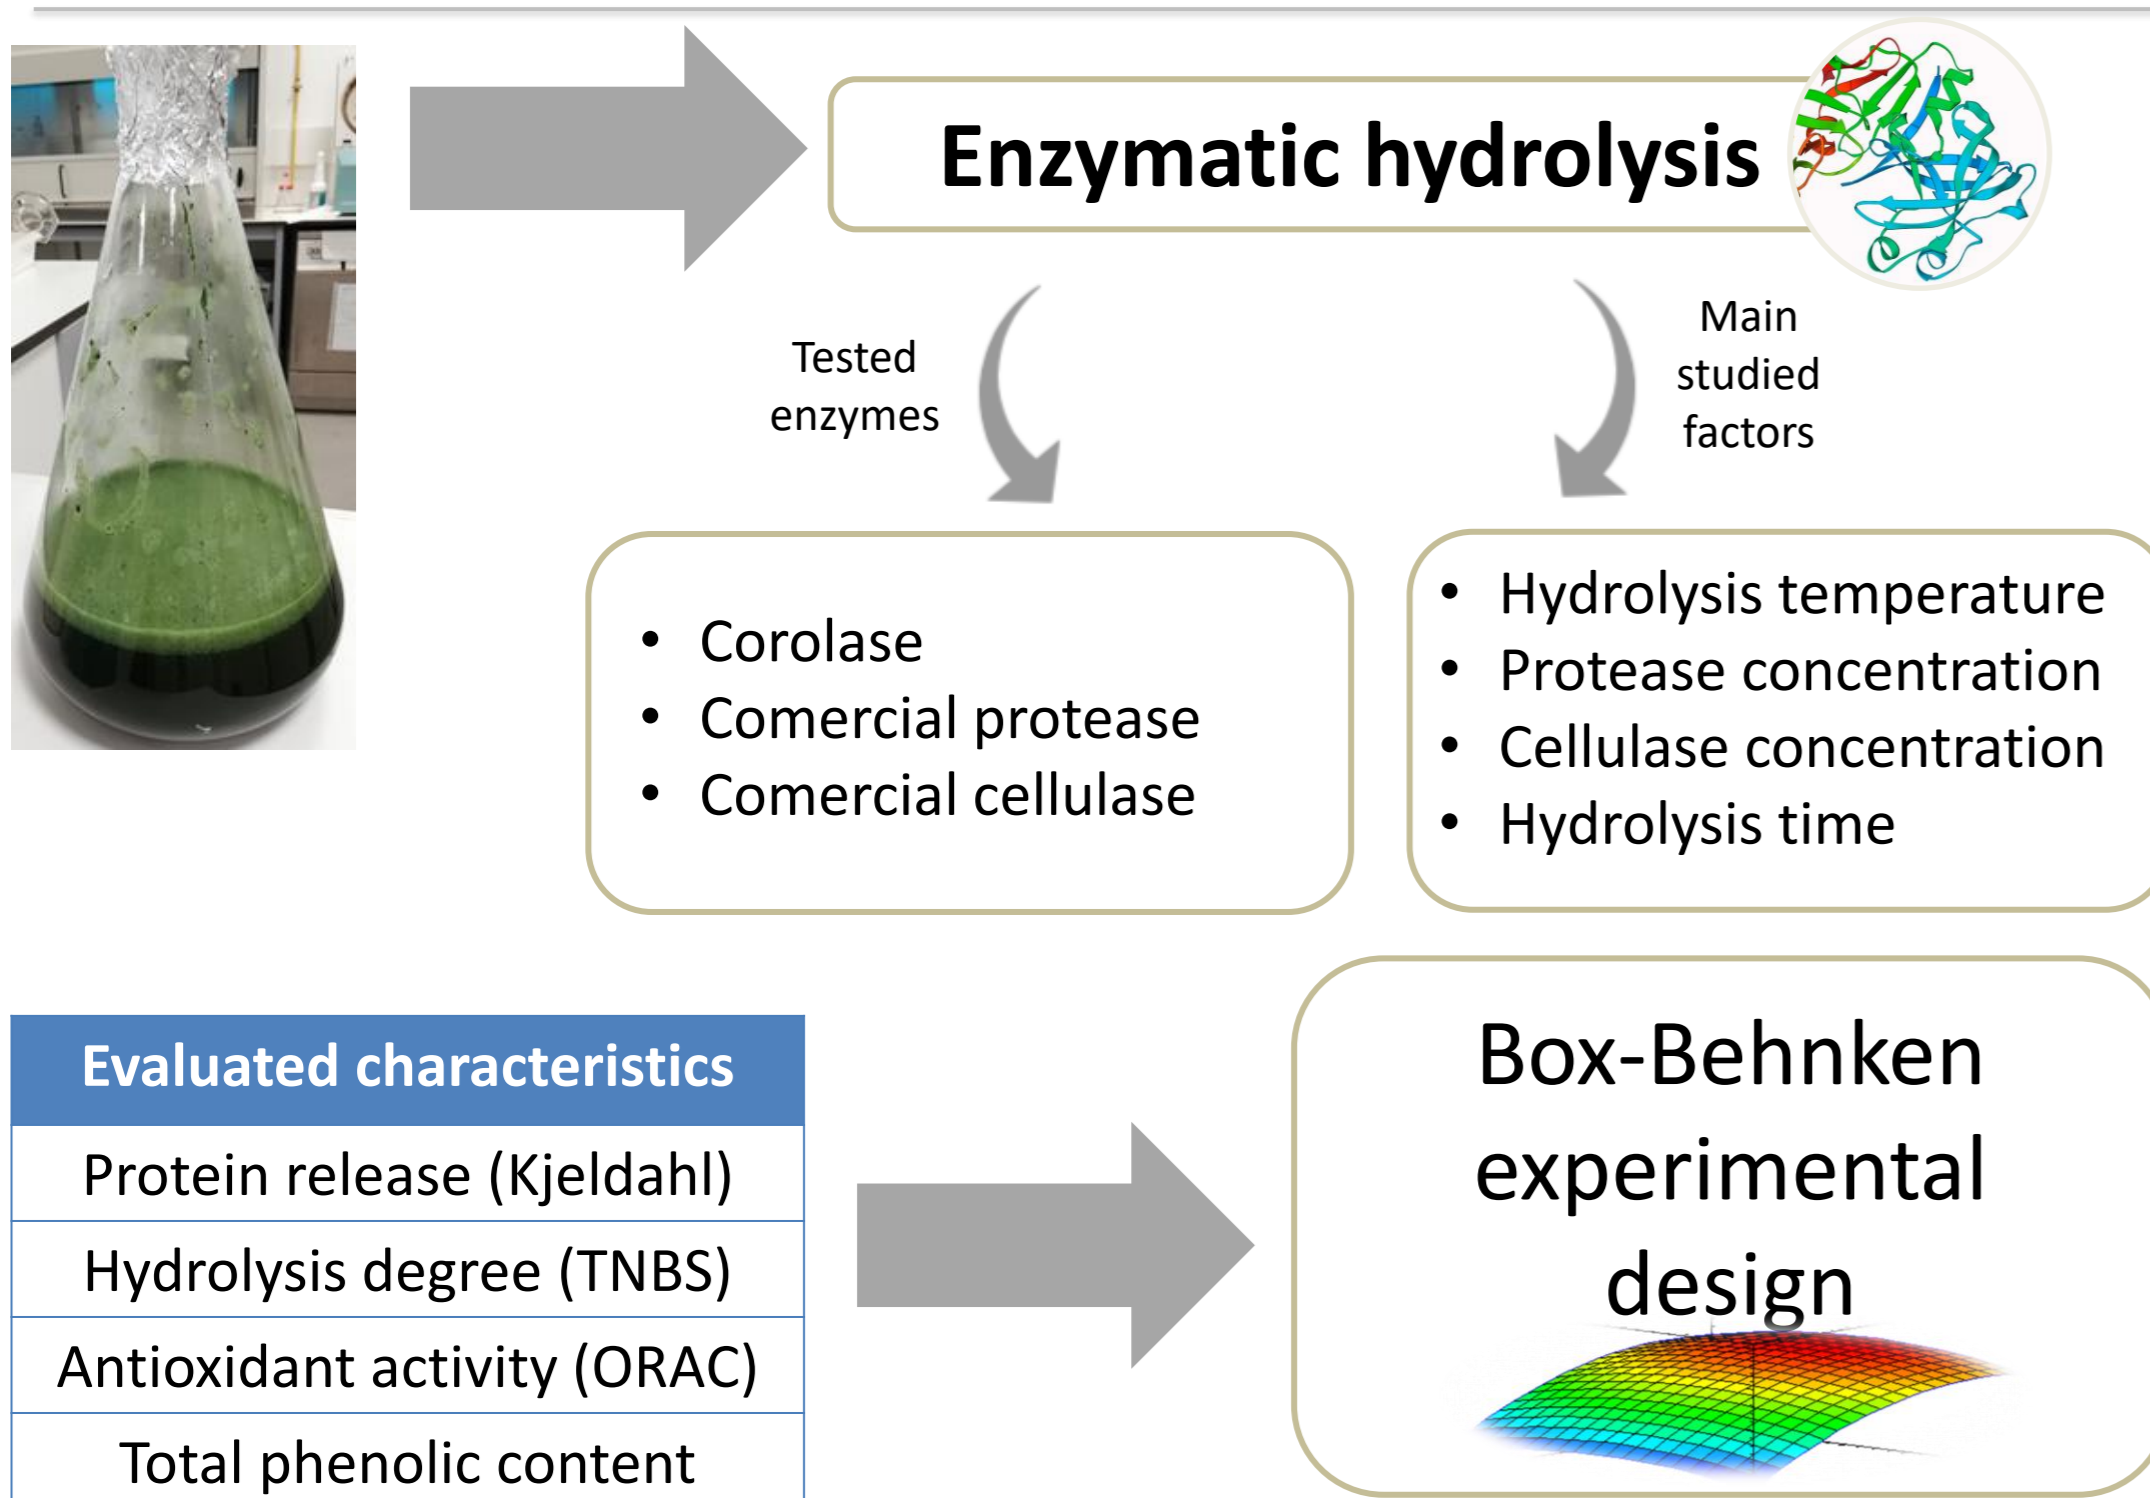 Enzymatic hydrolysis
Tested
enzymes
Main
studied
factors
• Corolase
• Comercial protease
• Comercial cellulase
• Hydrolysis temperature
• Protease concentration
• Cellulase concentration
• Hydrolysis time
Evaluated characteristics
Protein release (Kjeldahl)
Hydrolysis degree (TNBS)
Antioxidant activity (ORAC)
Total phenolic content
Box-Behnken
experimental
design